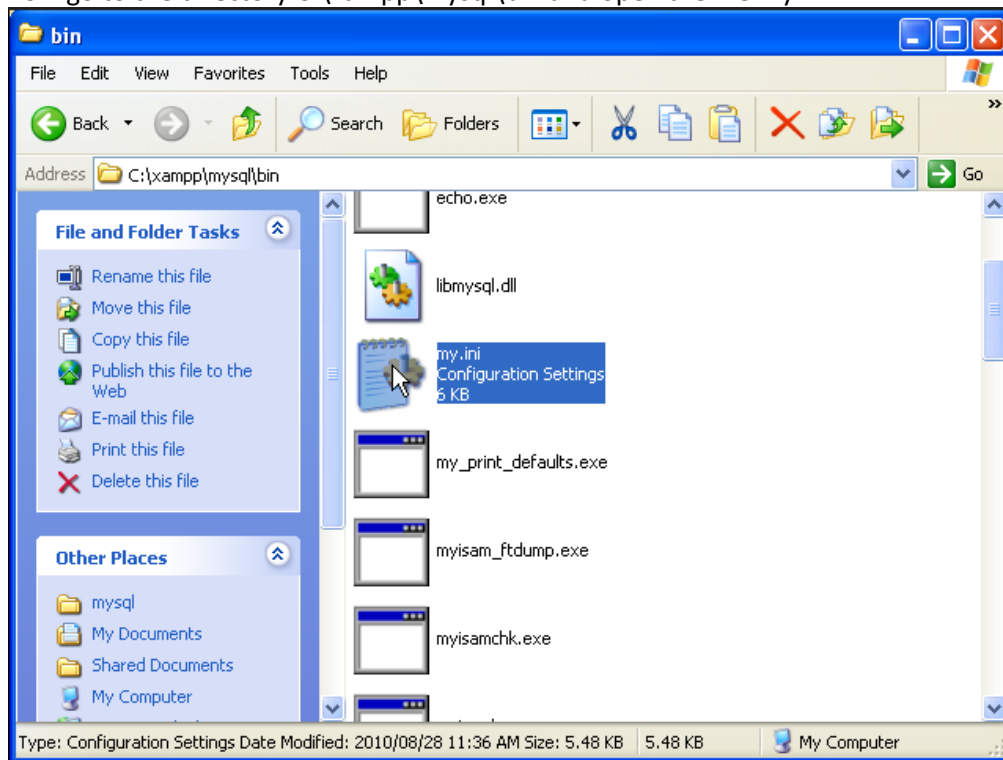 bin
File Edit View Favorites Tools Help
Back Search Folders »
Address C:\xampp\mysql\bin Go
File and Folder Tasks
Rename this file
Move this file
Copy this file
Publish this file to the
Web
E-mail this file
Print this file
Delete this file
Other Places
mysql
My Documents
Shared Documents
My Computer
echo.exe
libmysql.dll
my.ini
Configuration Settings
6 KB
my_print_defaults.exe
myisam_ftdump.exe
myisamchk.exe
Type: Configuration Settings Date Modified: 2010/08/28 11:36 AM Size: 5.48 KB 5.48 KB My Computer